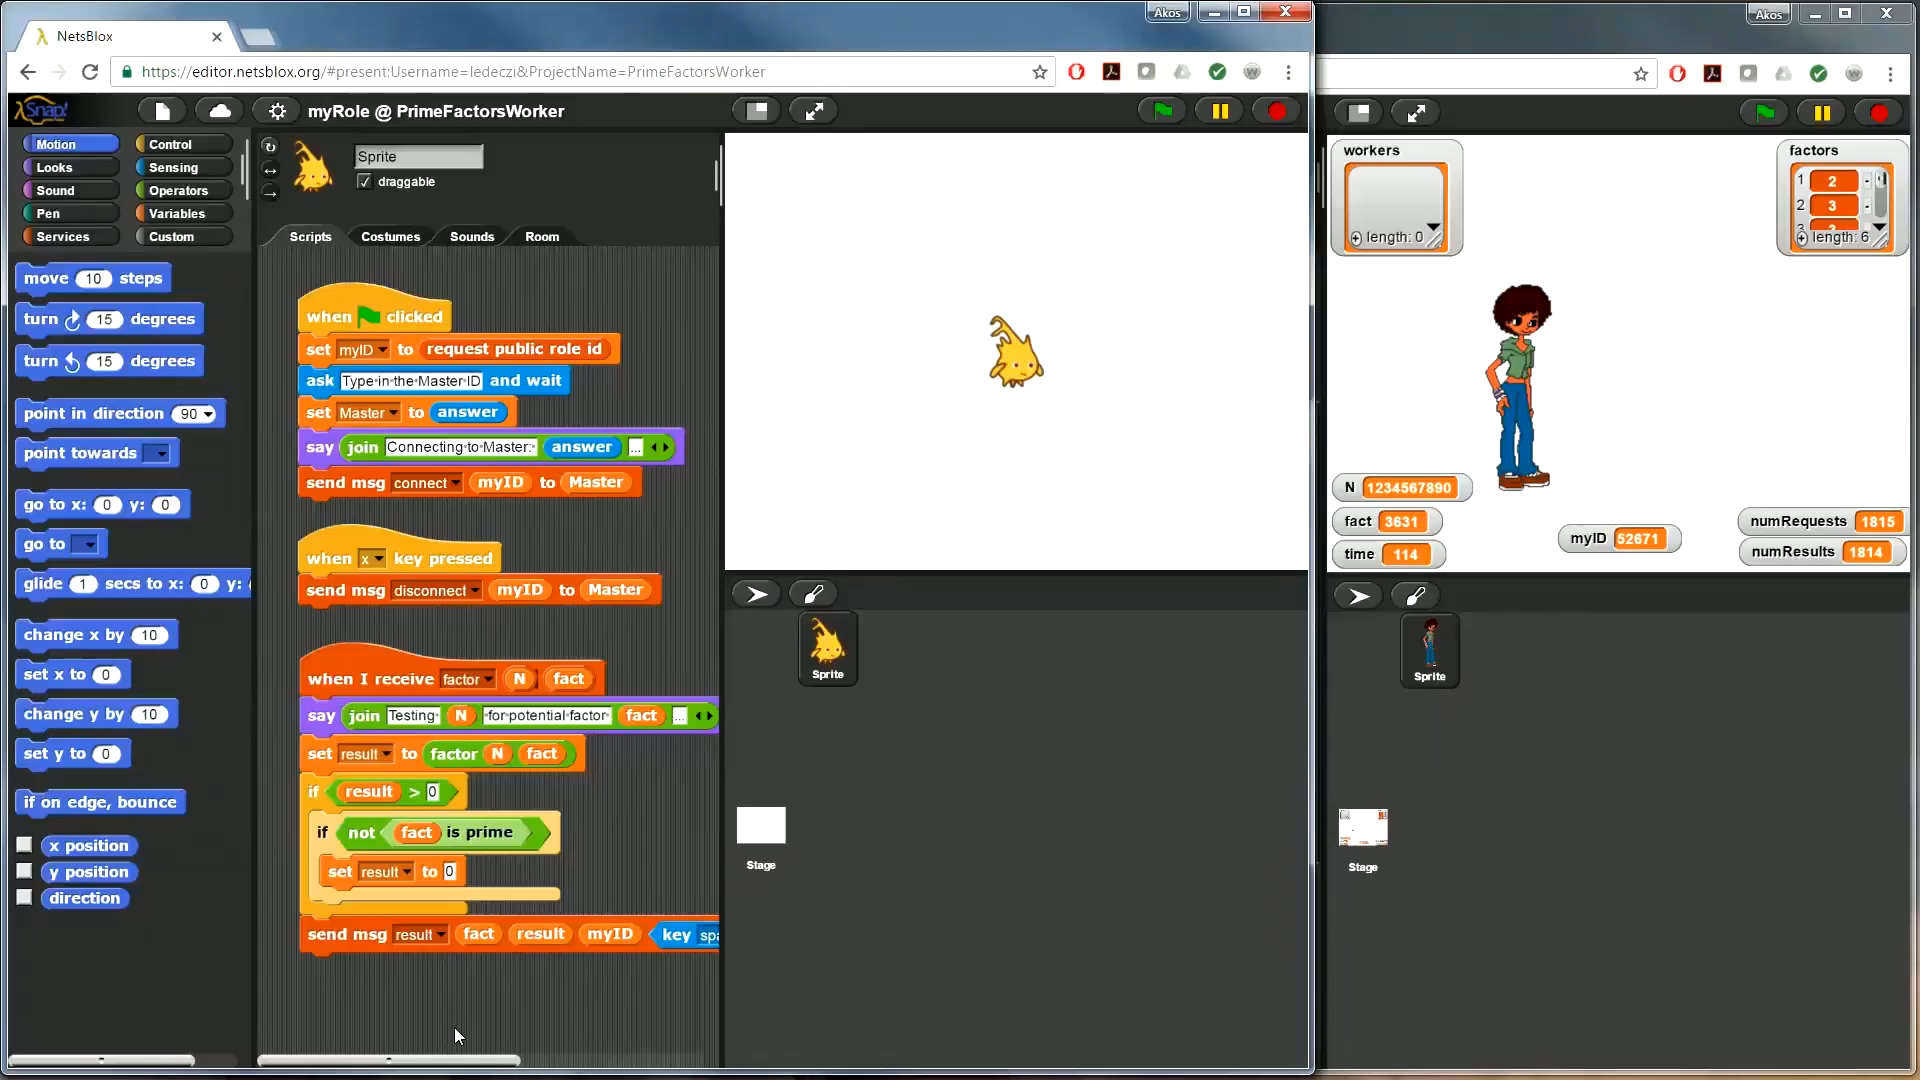 Akos
NetsBlox
https://editor.netsblox.org/#present:Username=ledeczi&ProjectName=PrimeFactorsWorker
Snap!
myRole @ PrimeFactorsWorker
Motion
Control
Looks
Sensing
Sound
Operators
Pen
Variables
Services
Custom
move 10 steps
turn 15 degrees
turn 15 degrees
point in direction 90
point towards
go to x: 0 y: 0
go to
glide 1 secs to x: 0 y:
change x by 10
set x to 0
change y by 10
set y to 0
if on edge, bounce
x position
y position
direction
Sprite
draggable
Scripts Costumes Sounds Room
when clicked
set myID to request public role id
ask Type in the Master ID and wait
set Master to answer
say join Connecting to Master: answer ...
send msg connect myID to Master
when x key pressed
send msg disconnect myID to Master
when I receive factor N fact
say join Testing N for potential factor fact ...
set result to factor N fact
if result > 0
if not fact is prime
set result to 0
send msg result fact result myID key spa
Sprite
Stage
Akos
workers
length: 0
factors
1 2
2 3
3
length: 6
N 1234567890
fact 3631
time 114
myID 52671
numRequests 1815
numResults 1814
Sprite
Stage